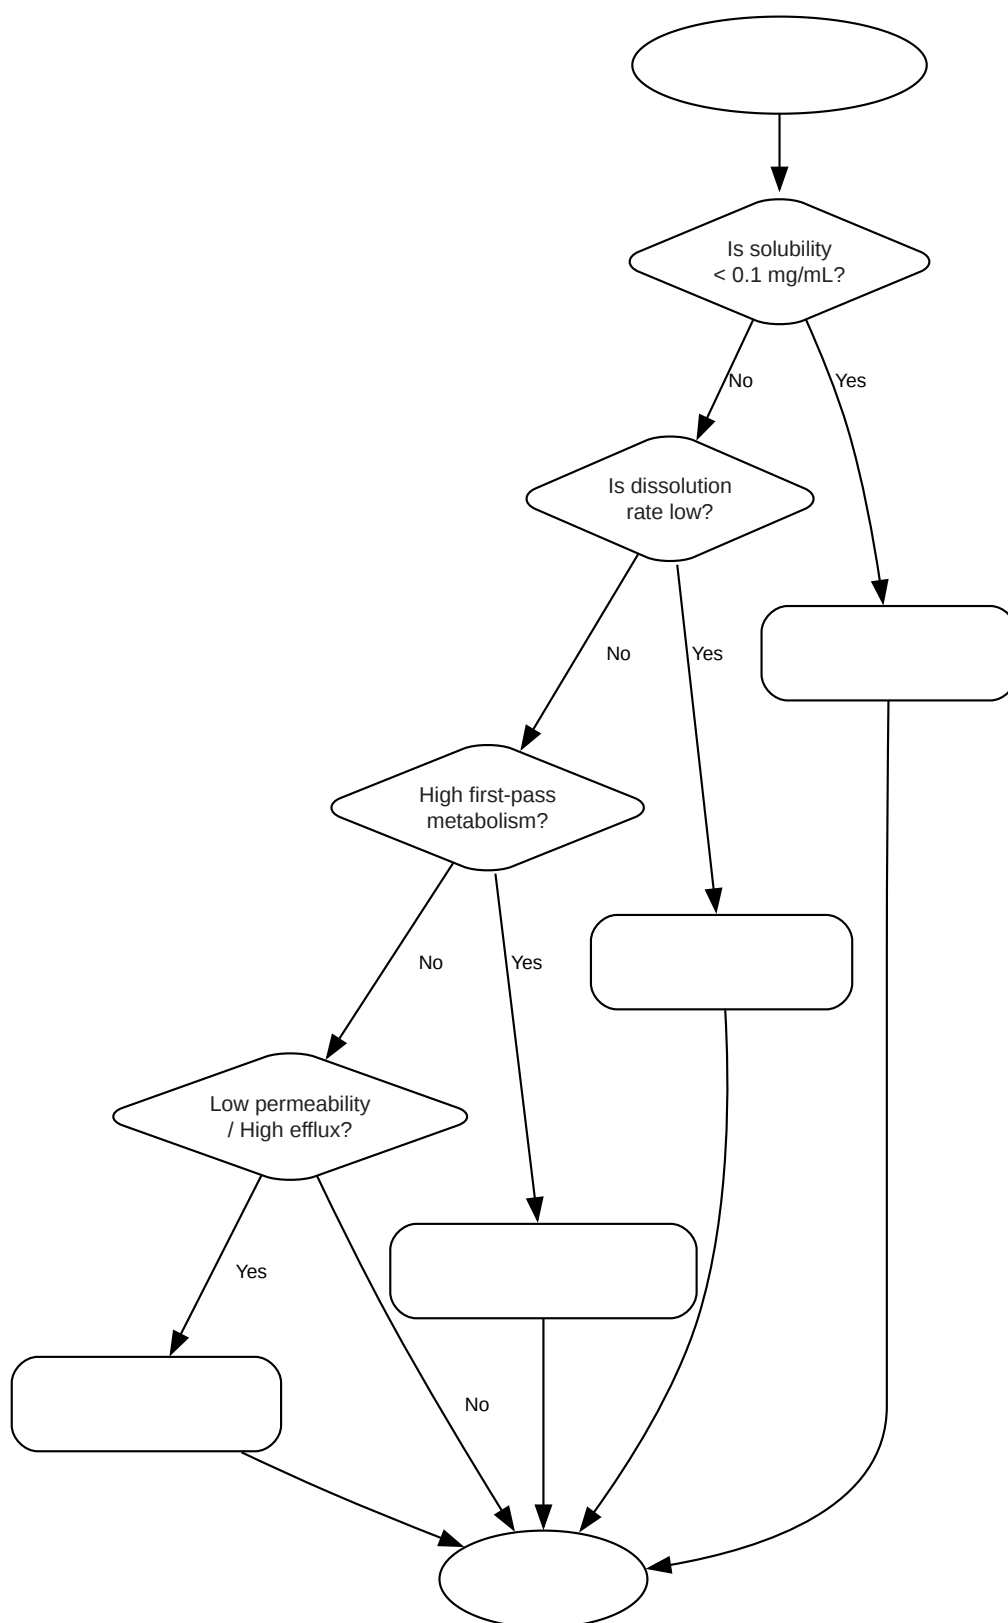 Is solubility
< 0.1 mg/mL?
No
Yes
Is dissolution
rate low?
No
Yes
High first-pass
metabolism?
No
Yes
Low permeability
/ High efflux?
Yes
No